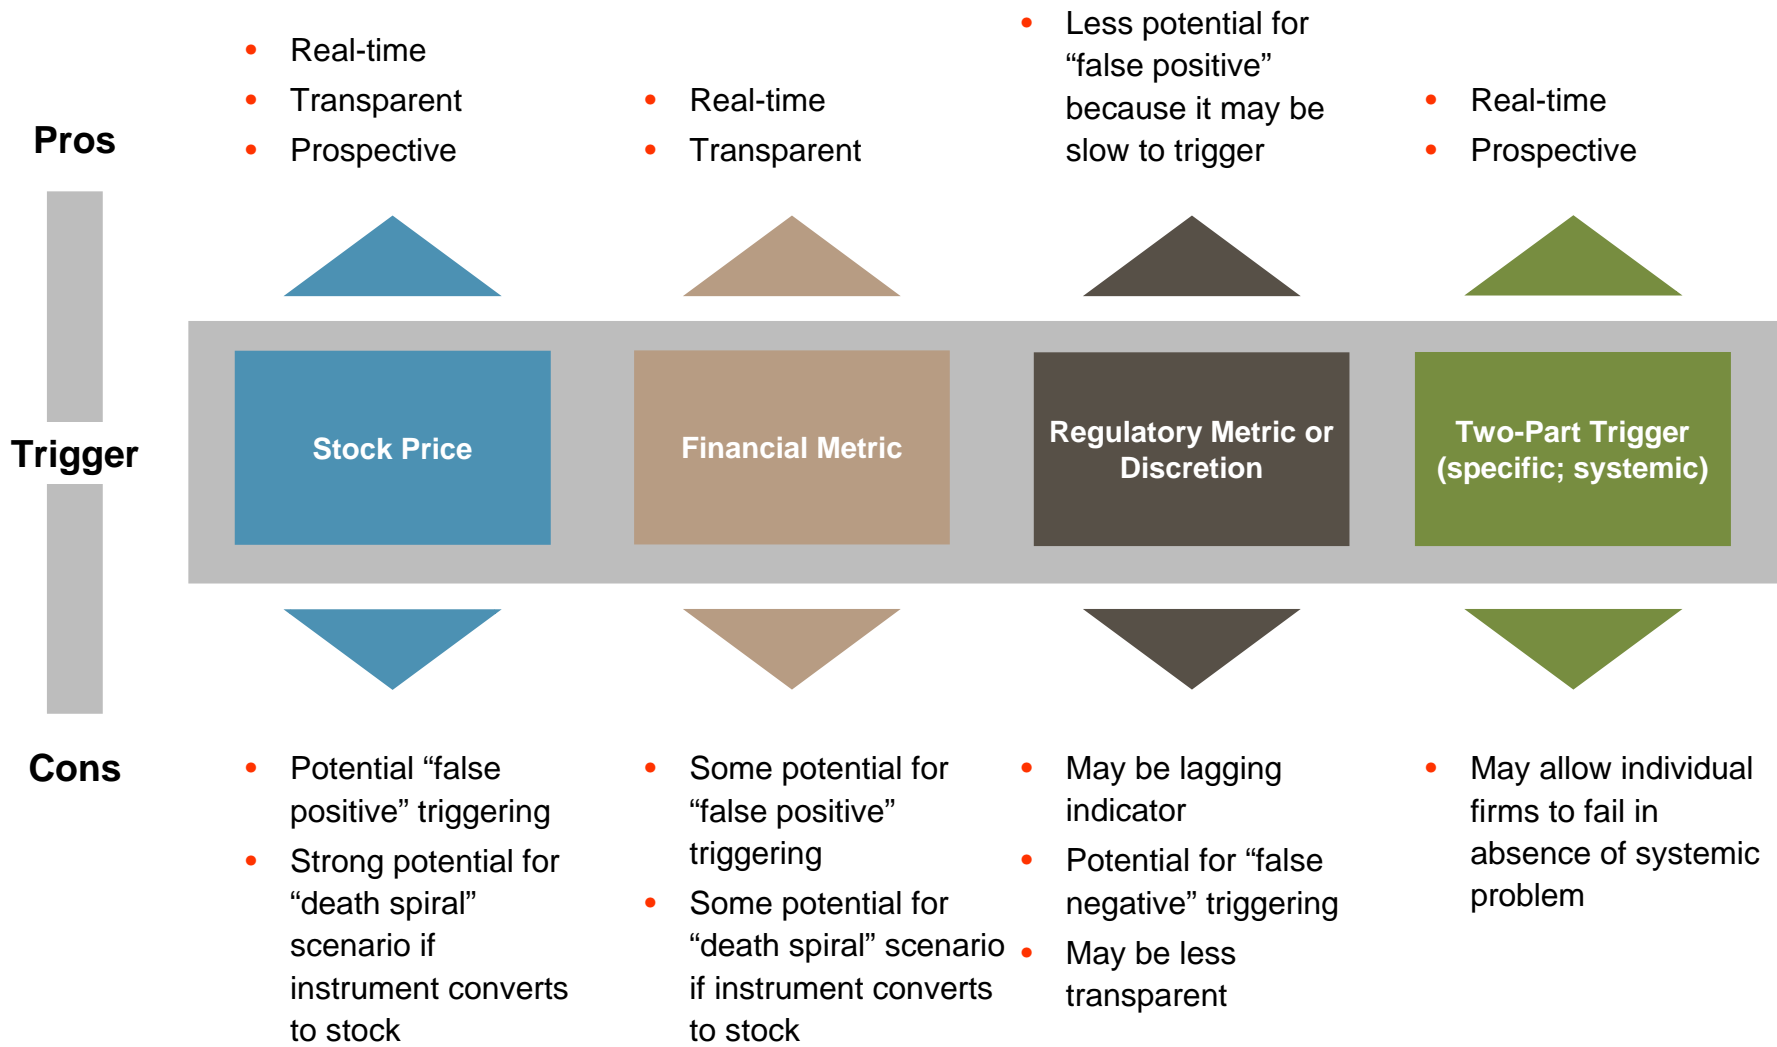 Pros
• Real-time
• Transparent
• Prospective
• Real-time
• Transparent
• Less potential for
“false positive”
because it may be
slow to trigger
• Real-time
• Prospective
Trigger
Stock Price
Financial Metric
Regulatory Metric or
Discretion
Two-Part Trigger
(specific; systemic)
Cons
• Potential “false
positive” triggering
• Strong potential for
“death spiral”
scenario if
instrument converts
to stock
• Some potential for
“false positive”
triggering
• Some potential for
“death spiral” scenario
if instrument converts
to stock
• May be lagging
indicator
• Potential for “false
negative” triggering
• May be less
transparent
• May allow individual
firms to fail in
absence of systemic
problem